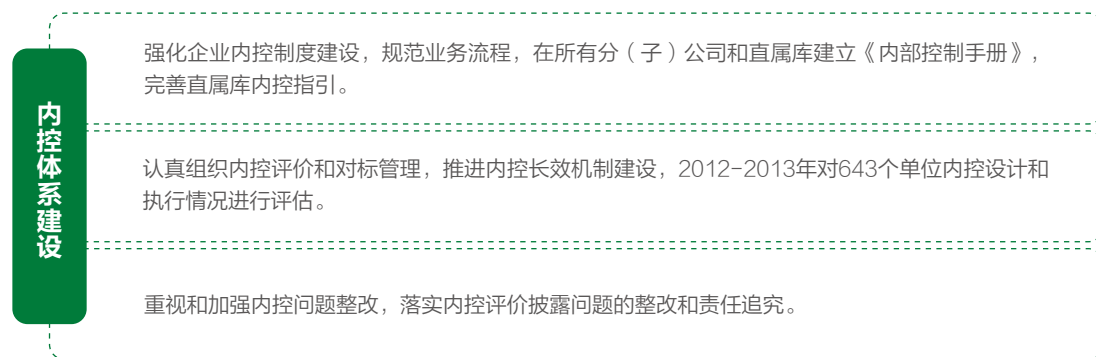 内控体系建设
强化企业内控制度建设，规范业务流程，在所有分（子）公司和直属库建立《内部控制手册》，
完善直属库内控指引。
认真组织内控评价和对标管理，推进内控长效机制建设，2012-2013年对643个单位内控设计和
执行情况进行评估。
重视和加强内控问题整改，落实内控评价披露问题的整改和责任追究。